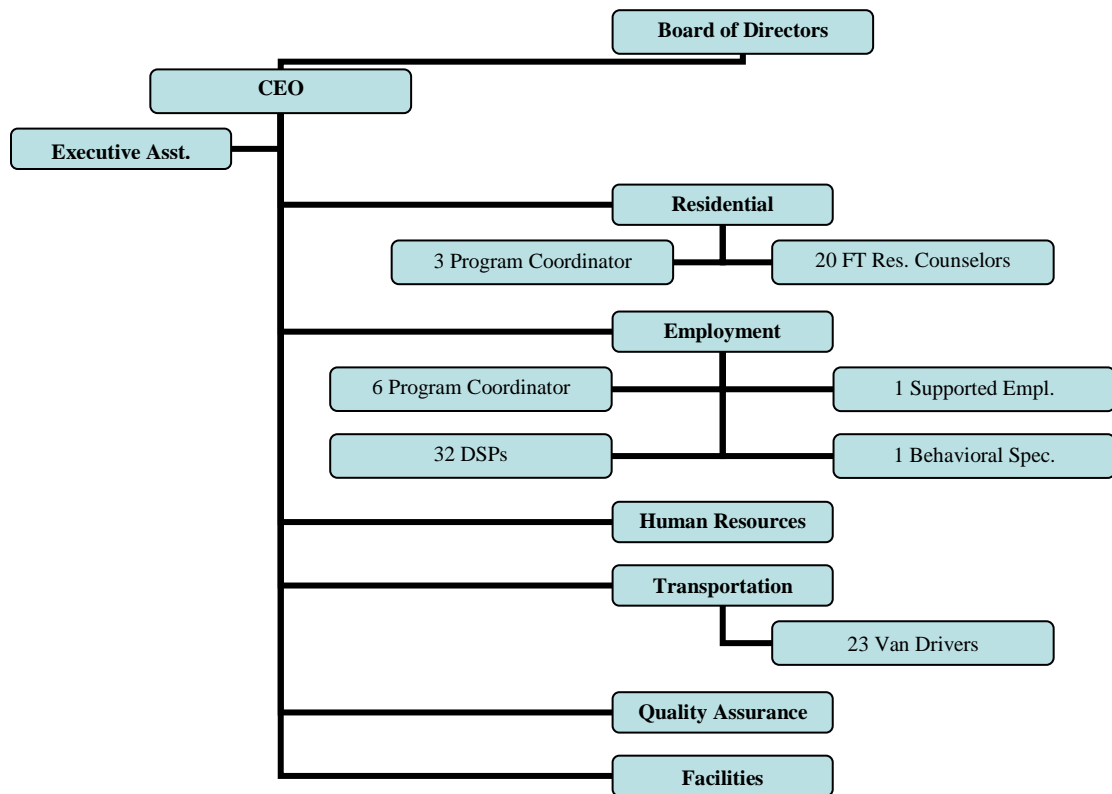 Board of Directors
CEO
Executive Asst.
Residential
3 Program Coordinator
20 FT Res. Counselors
Employment
6 Program Coordinator
1 Supported Empl.
32 DSPs
1 Behavioral Spec.
Human Resources
Transportation
23 Van Drivers
Quality Assurance
Facilities